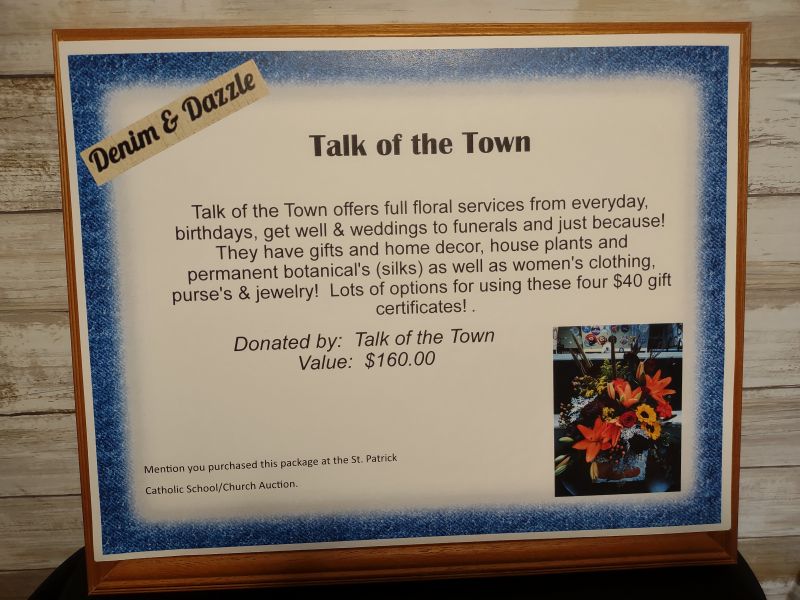 Denim & Dazzle
Talk of the Town
Talk of the Town offers full floral services from everyday,
birthdays, get well & weddings to funerals and just because!
They have gifts and home decor, house plants and
permanent botanical's (silks) as well as women's clothing,
purse's & jewelry!  Lots of options for using these four $40 gift
certificates! .
Donated by:  Talk of the Town
Value:  $160.00
Mention you purchased this package at the St. Patrick
Catholic School/Church Auction.